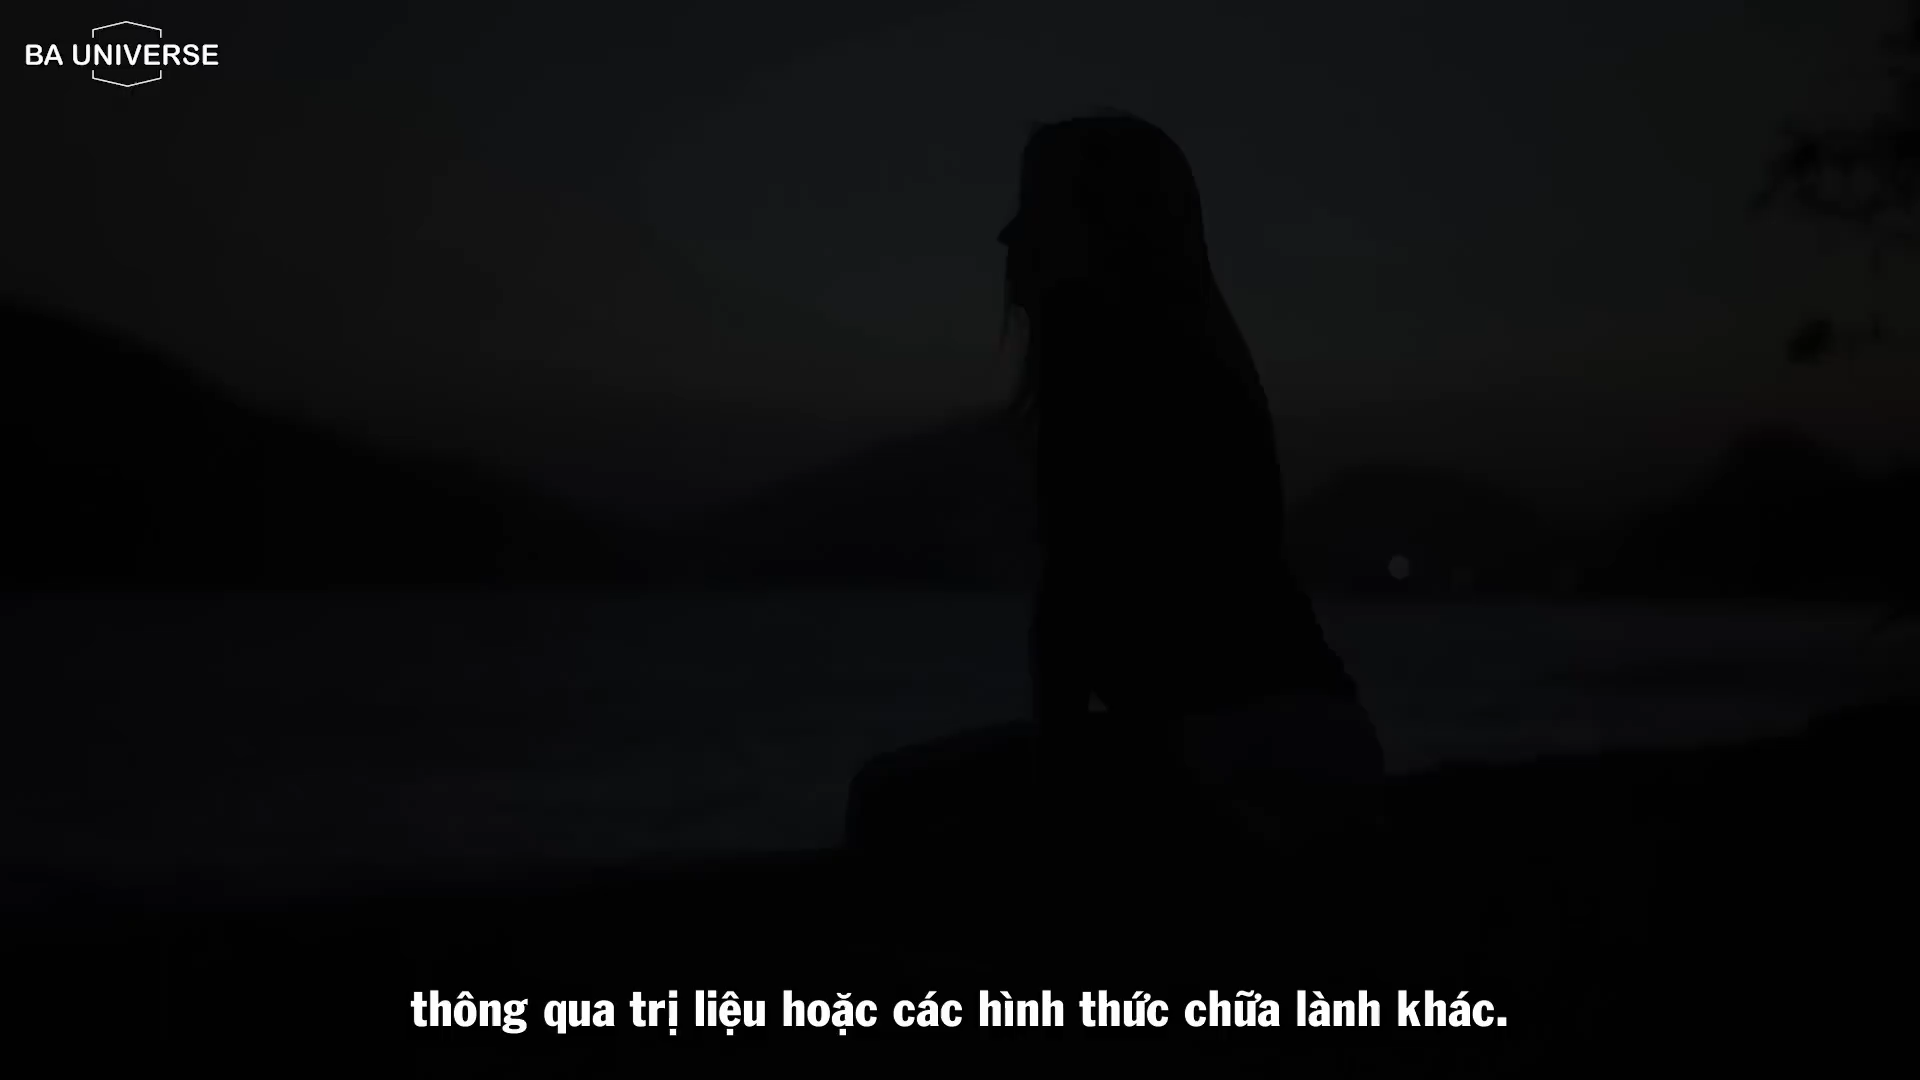 BA UNIVERSE
thông qua trị liệu hoặc các hình thức chữa lành khác.